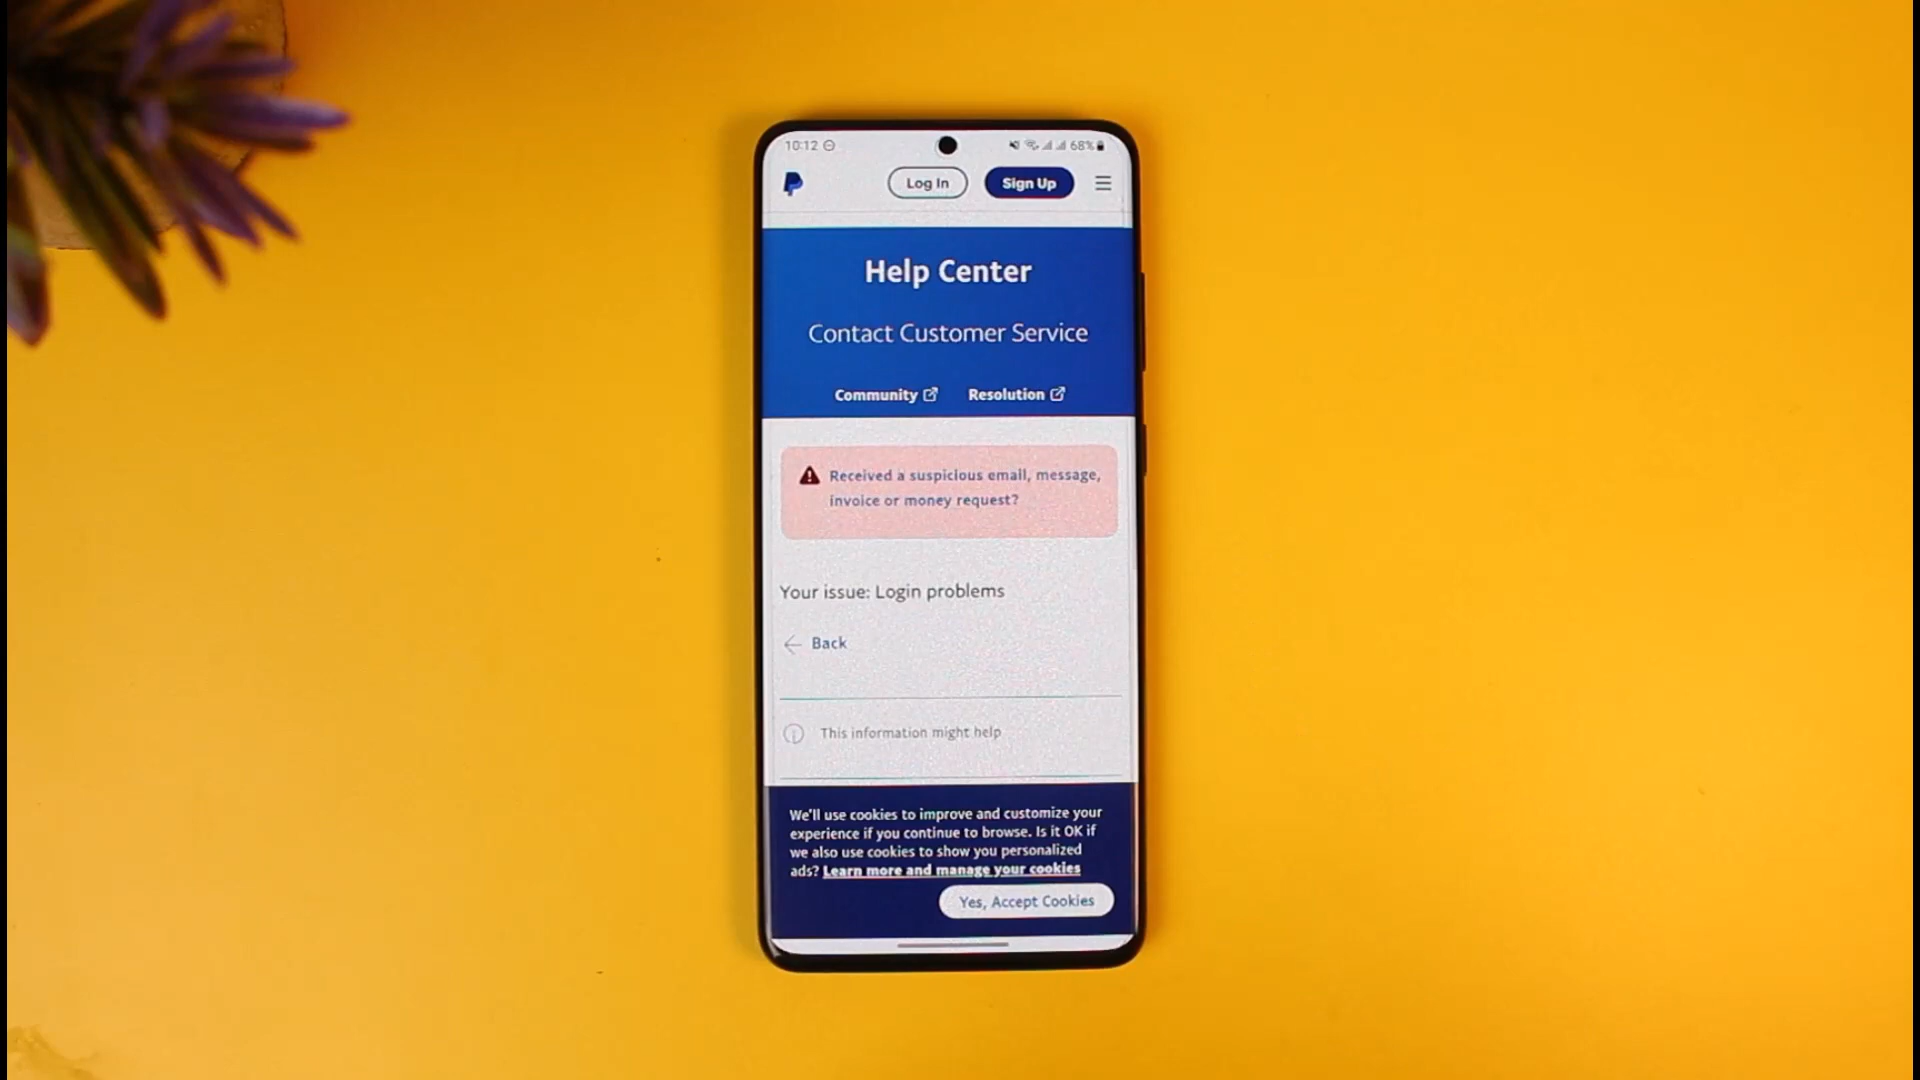 10:12
68%
Log In
Sign Up
Help Center
Contact Customer Service
Community
Resolution
Received a suspicious email, message,
invoice or money request?
Your issue: Login problems
Back
This information might help
We'll use cookies to improve and customize your
experience if you continue to browse. Is it OK if
we also use cookies to show you personalized
ads? Learn more and manage your cookies
Yes, Accept Cookies